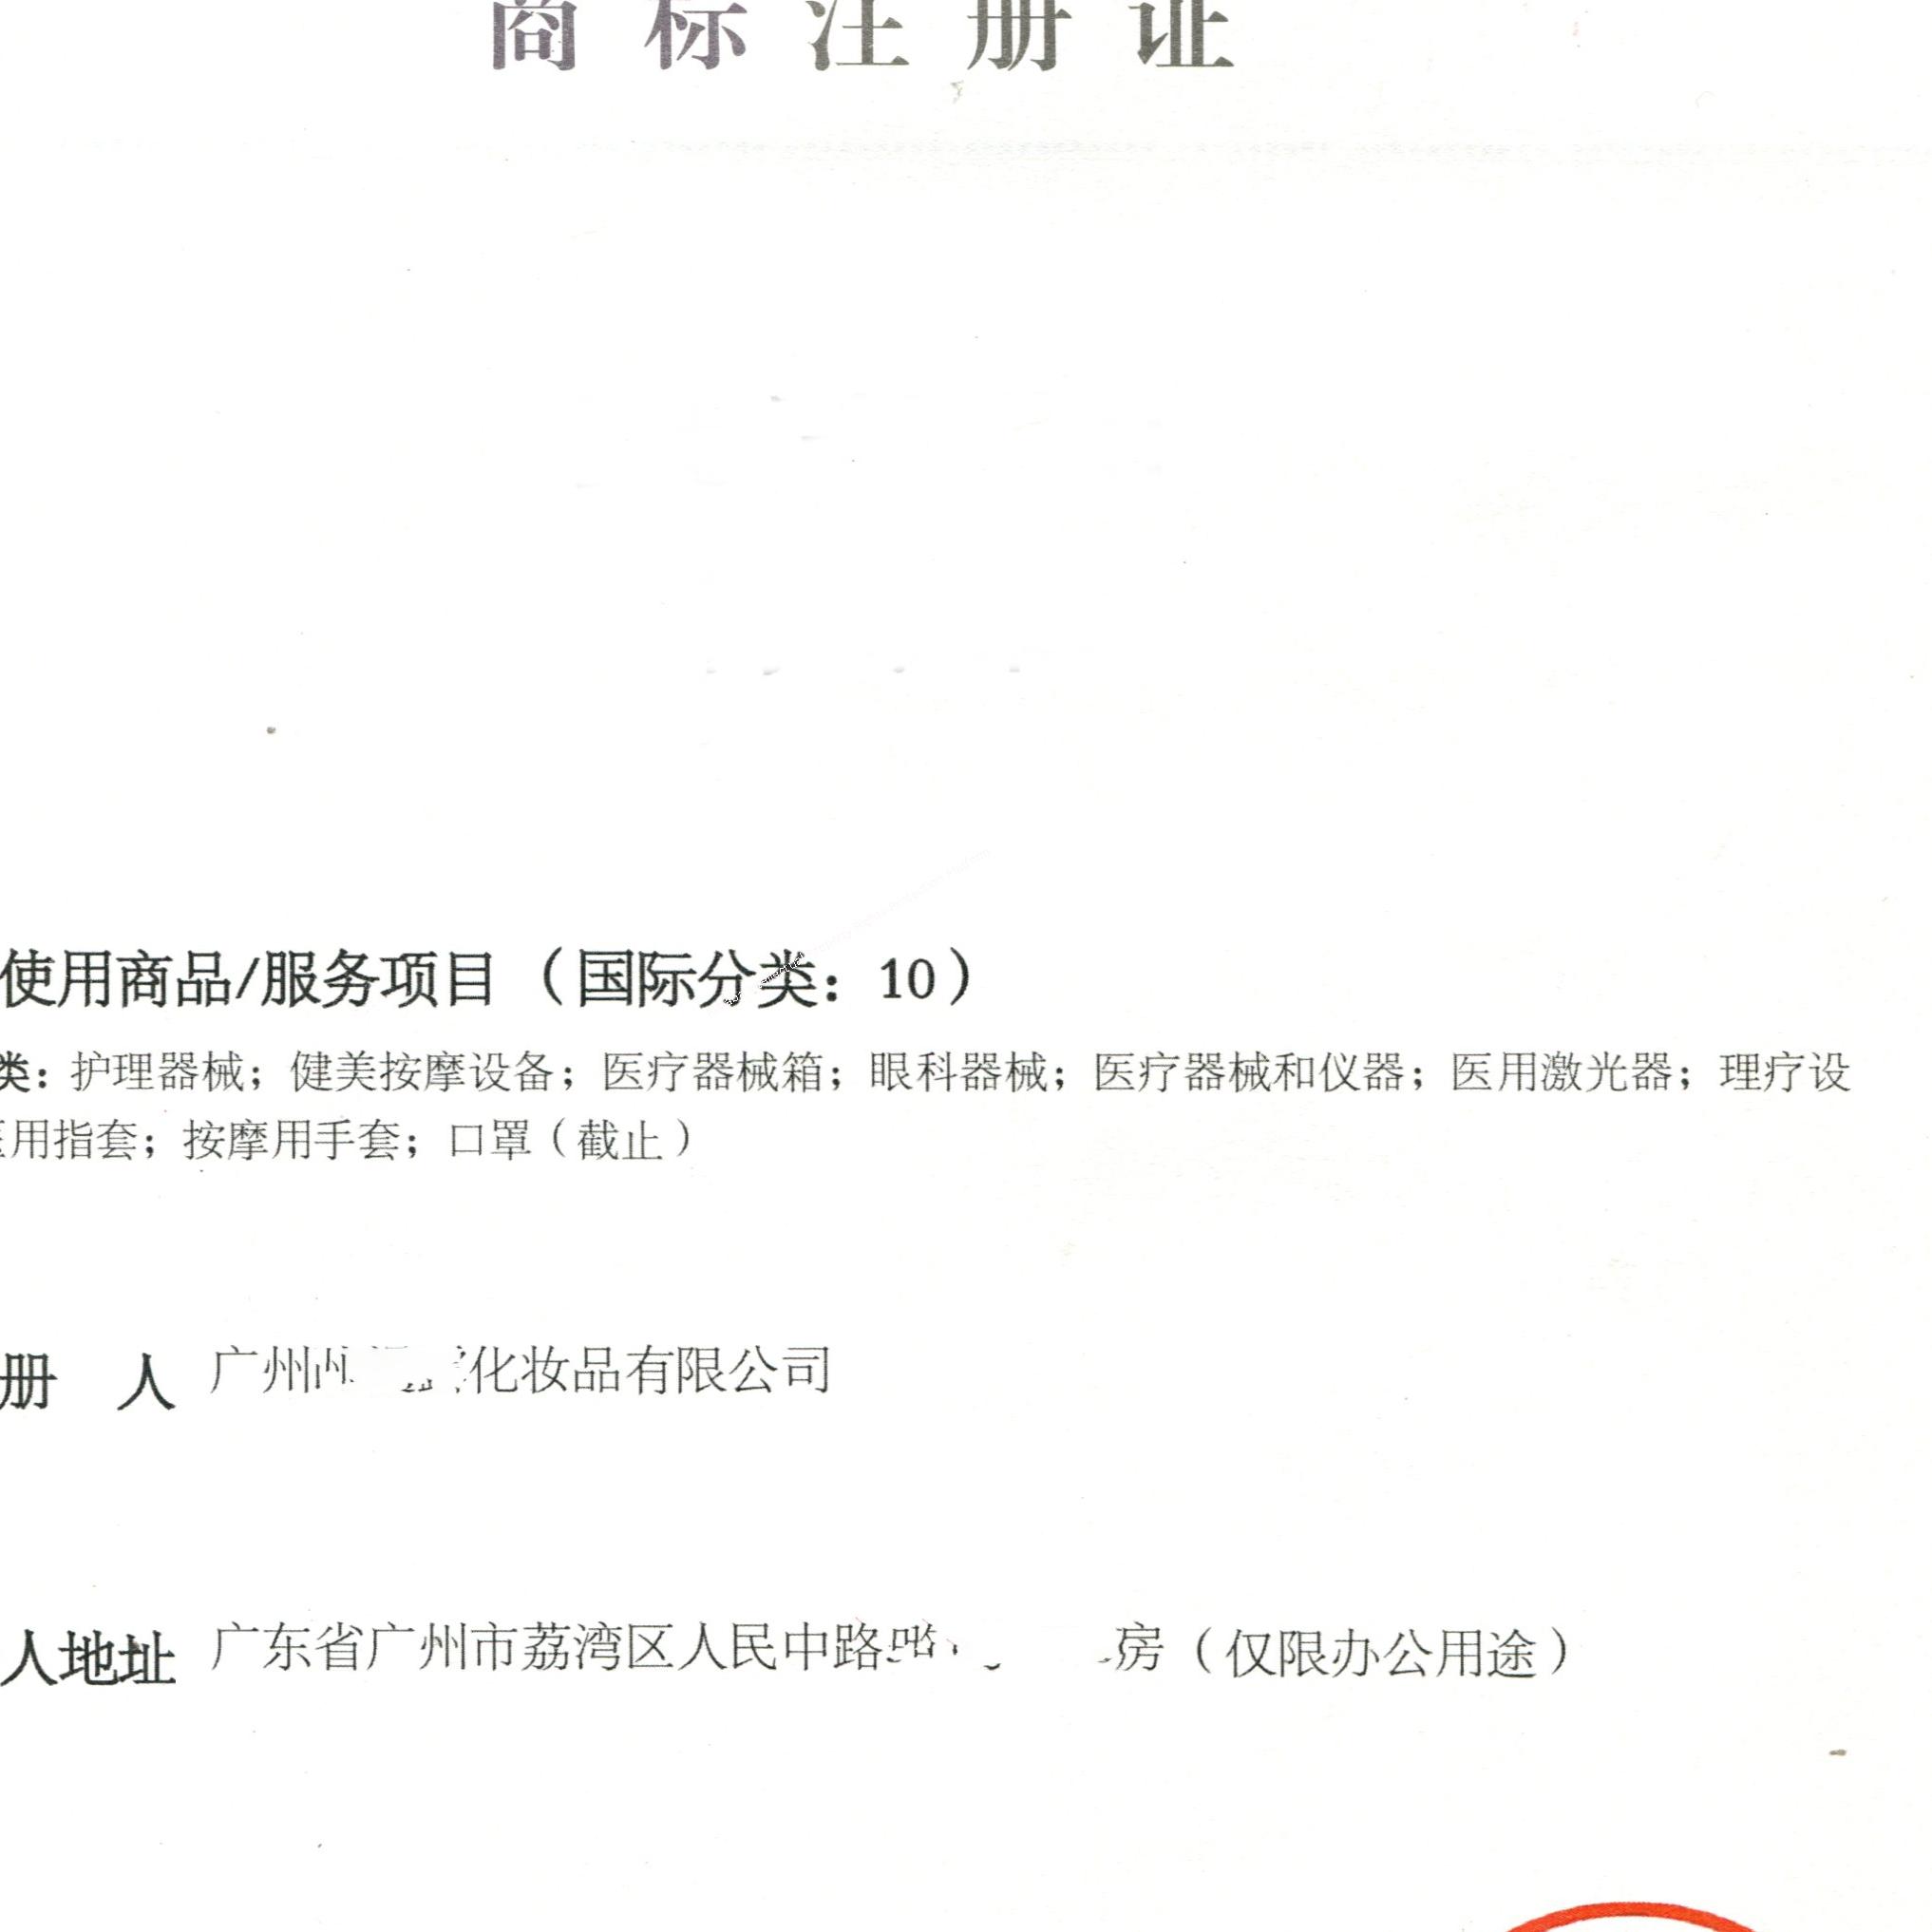 商标注册证
使用商品/服务项目（国际分类：10）
类：护理器械；健美按摩设备；医疗器械箱；眼科器械；医疗器械和仪器；医用激光器；理疗设
用指套；按摩用手套；口罩（截止）
册 人 广州 化妆品有限公司
人地址 广东省广州市荔湾区人民中路 房（仅限办公用途）